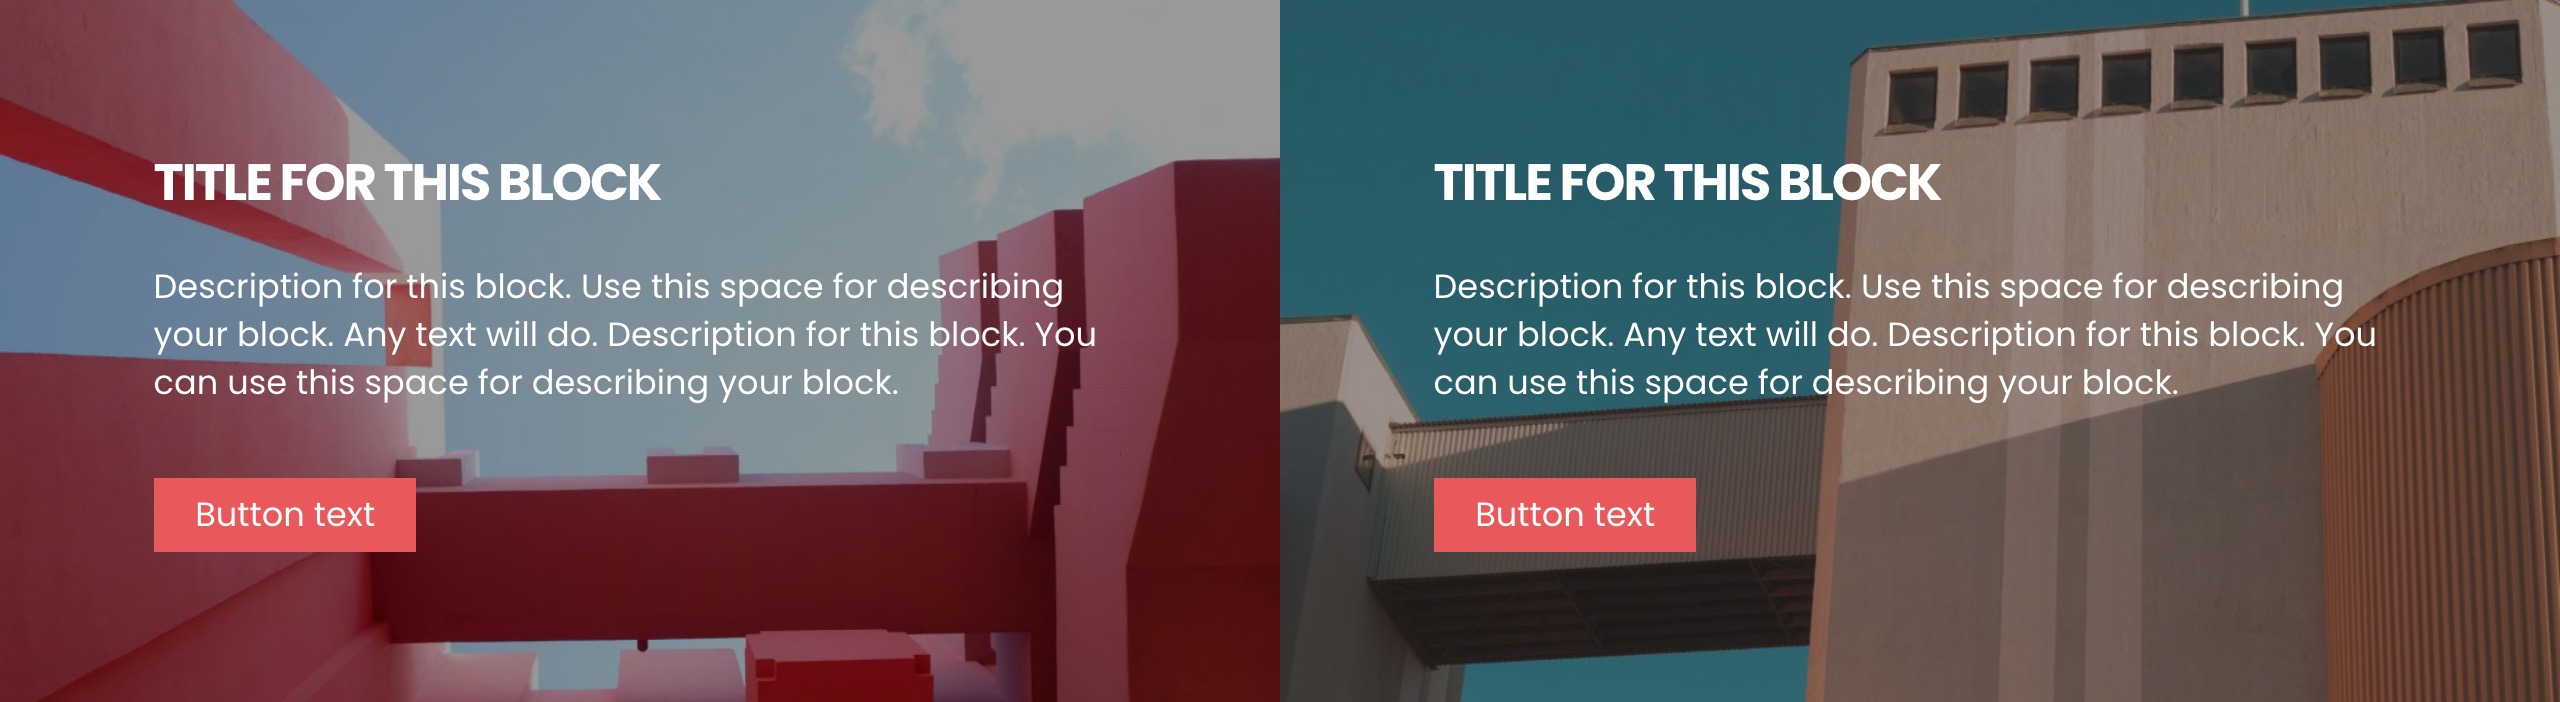 TITLE FOR THIS BLOCK
Description for this block. Use this space for describing
your block. Any text will do. Description for this block. You
can use this space for describing your block.
Button text
TITLE FOR THIS BLOCK
Description for this block. Use this space for describing
your block. Any text will do. Description for this block. You
can use this space for describing your block.
Button text